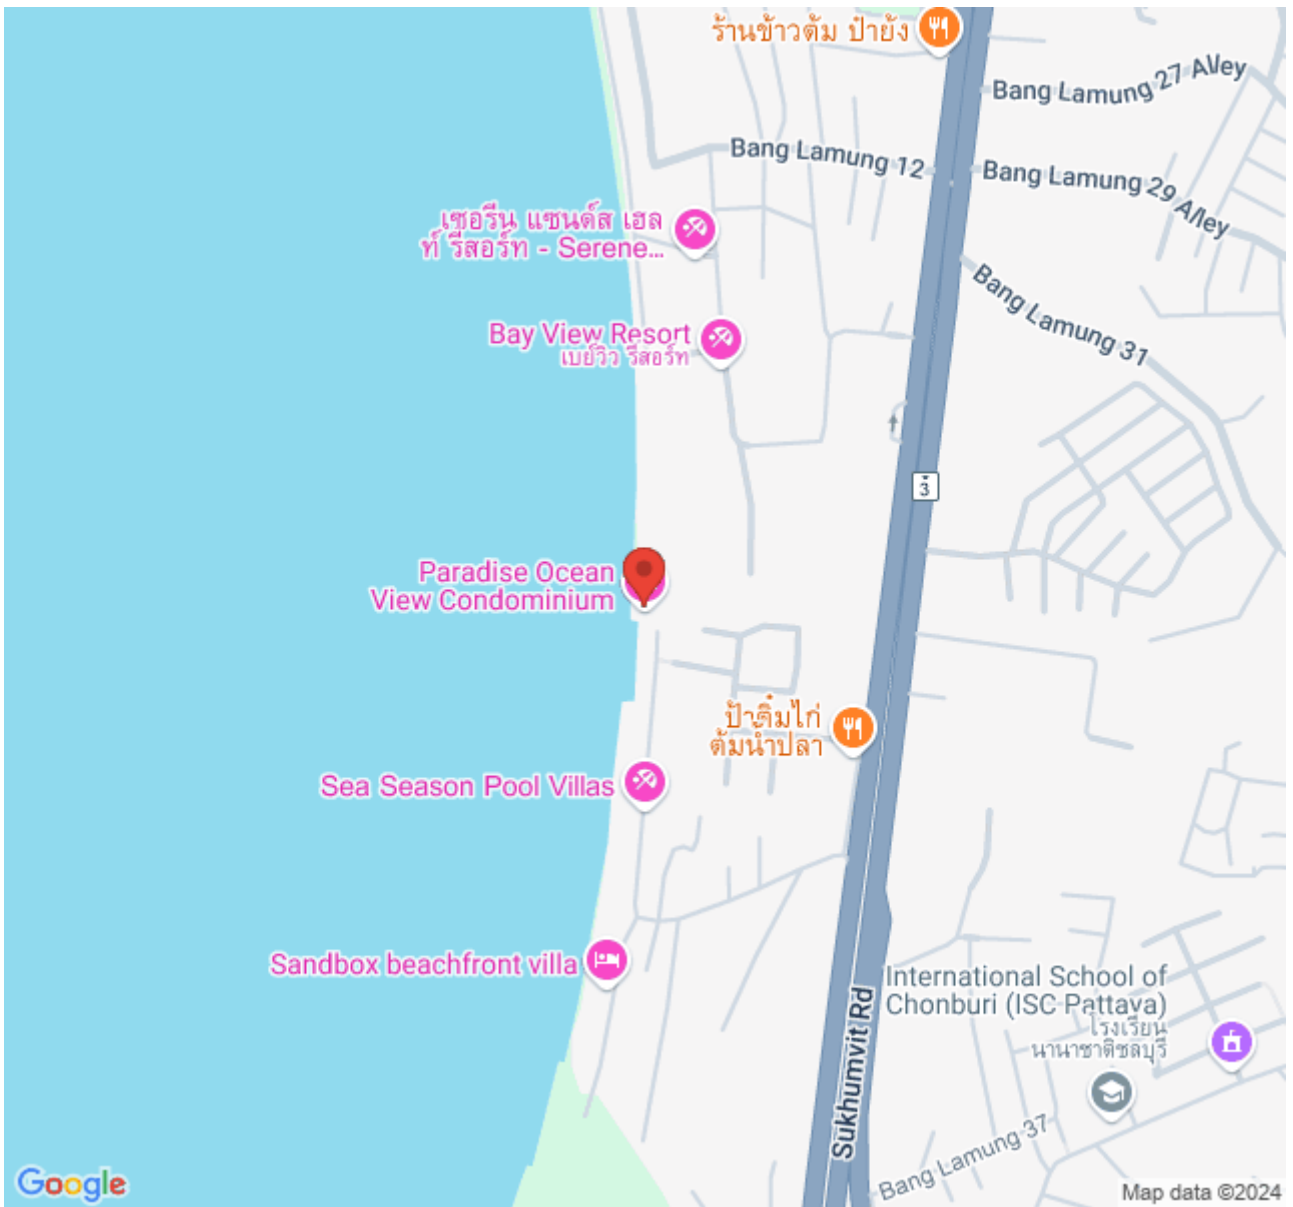 ร้านข้าวต้ม ป๋ายัง
Bang Lamung 27 Alley
Bang Lamung 12
Bang Lamung 29 Alley
เซอรีน แซนด์ส เฮล
ท์ รีสอร์ท - Serene...
Bang Lamung 31
Bay View Resort
เบย์วิว รีสอร์ท
3
Paradise Ocean
View Condominium
ป้าติ๋มไก่
ต้มน้ำปลา
Sea Season Pool Villas
Sandbox beachfront villa
International School of
Chonburi (ISC Pattaya)
โรงเรียน
นานาชาติชลบุรี
Sukhumvit Rd
Bang Lamung 37
Google
Map data ©2024